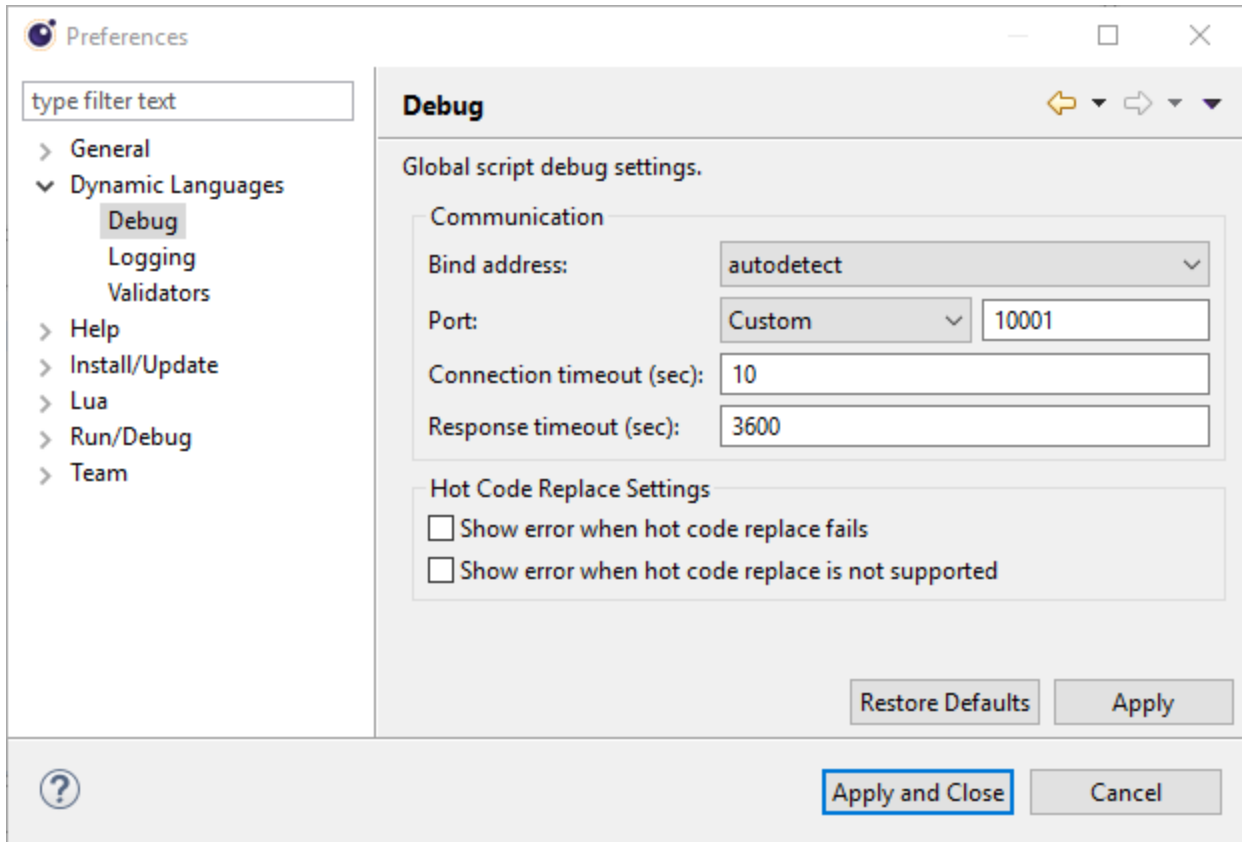 Preferences
type filter text
General
Dynamic Languages
Debug
Logging
Validators
Help
Install/Update
Lua
Run/Debug
Team
Debug
Global script debug settings.
Communication
Bind address: autodetect
Port: Custom 10001
Connection timeout (sec): 10
Response timeout (sec): 3600
Hot Code Replace Settings
Show error when hot code replace fails
Show error when hot code replace is not supported
Restore Defaults Apply
? Apply and Close Cancel